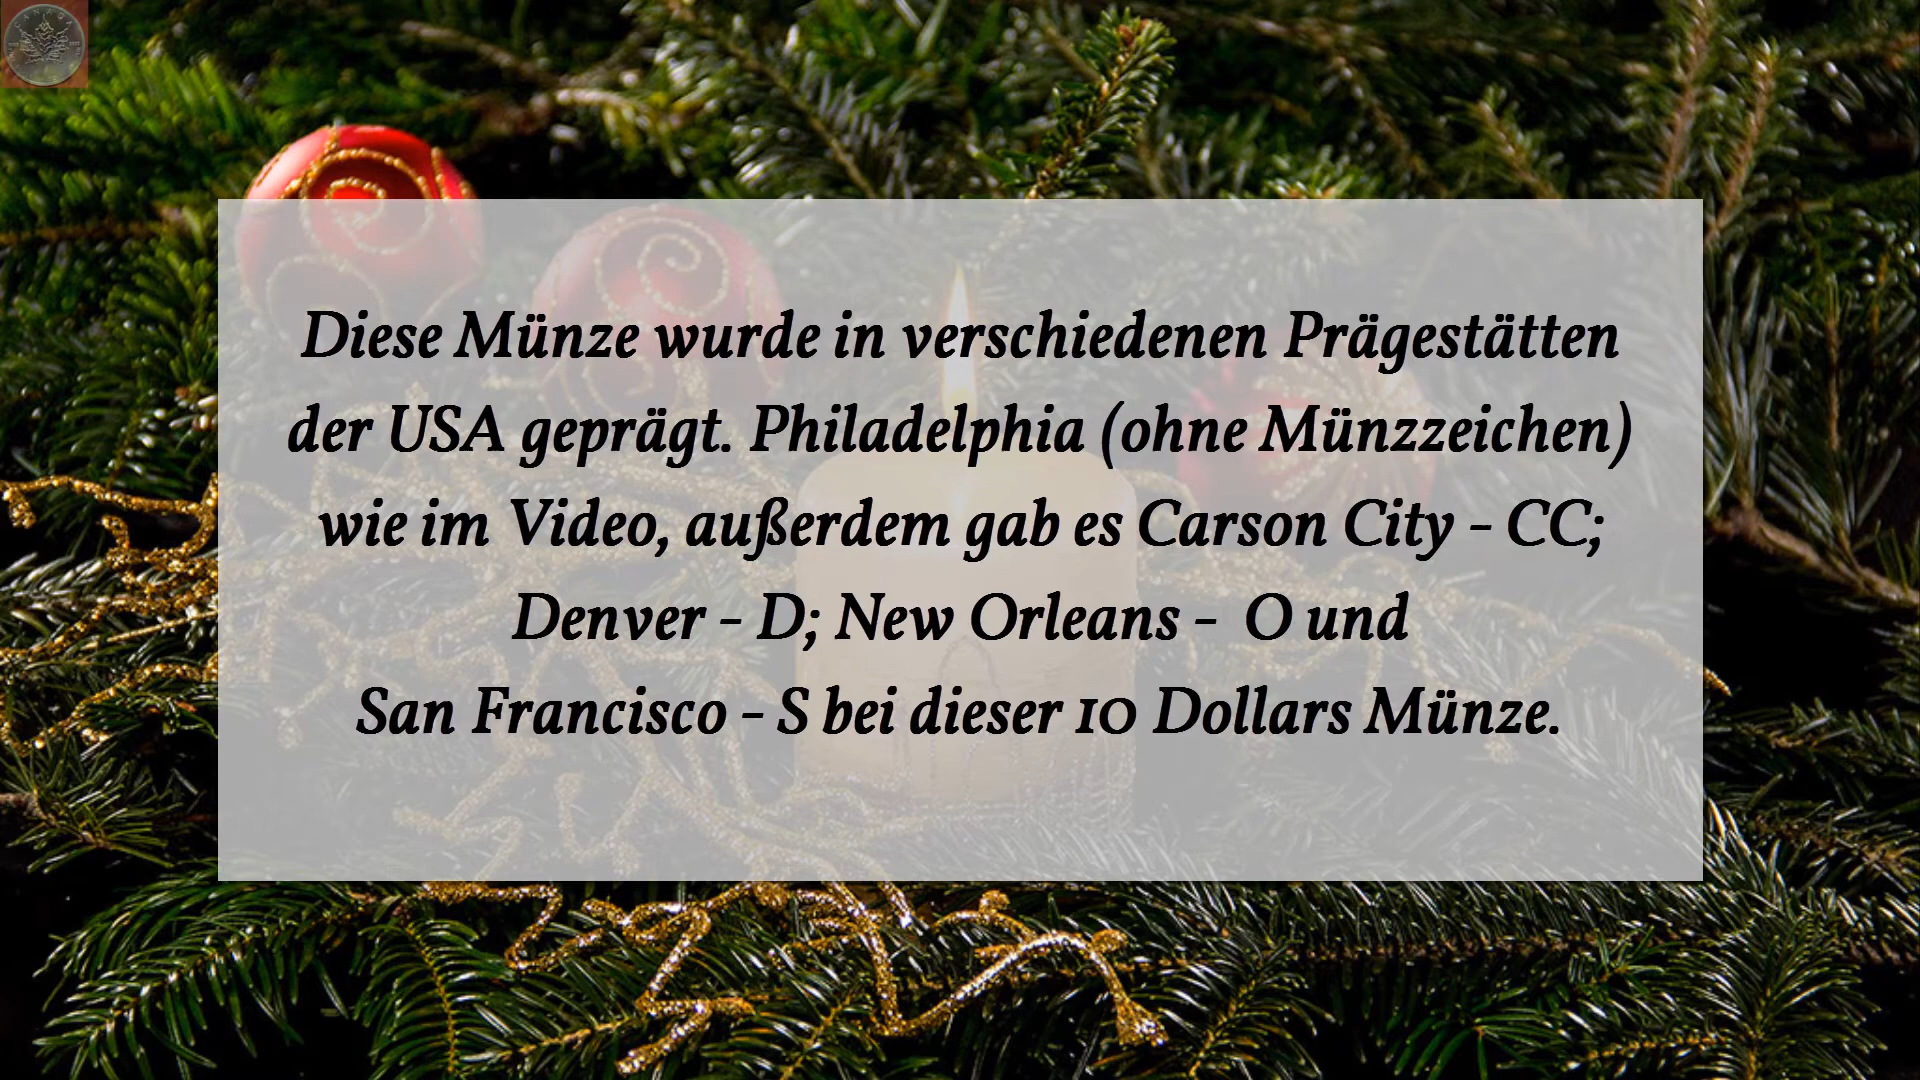 Diese Münze wurde in verschiedenen Prägestätten
der USA geprägt. Philadelphia (ohne Münzzeichen)
wie im Video, außerdem gab es Carson City - CC;
Denver - D; New Orleans - O und
San Francisco - S bei dieser 10 Dollars Münze.